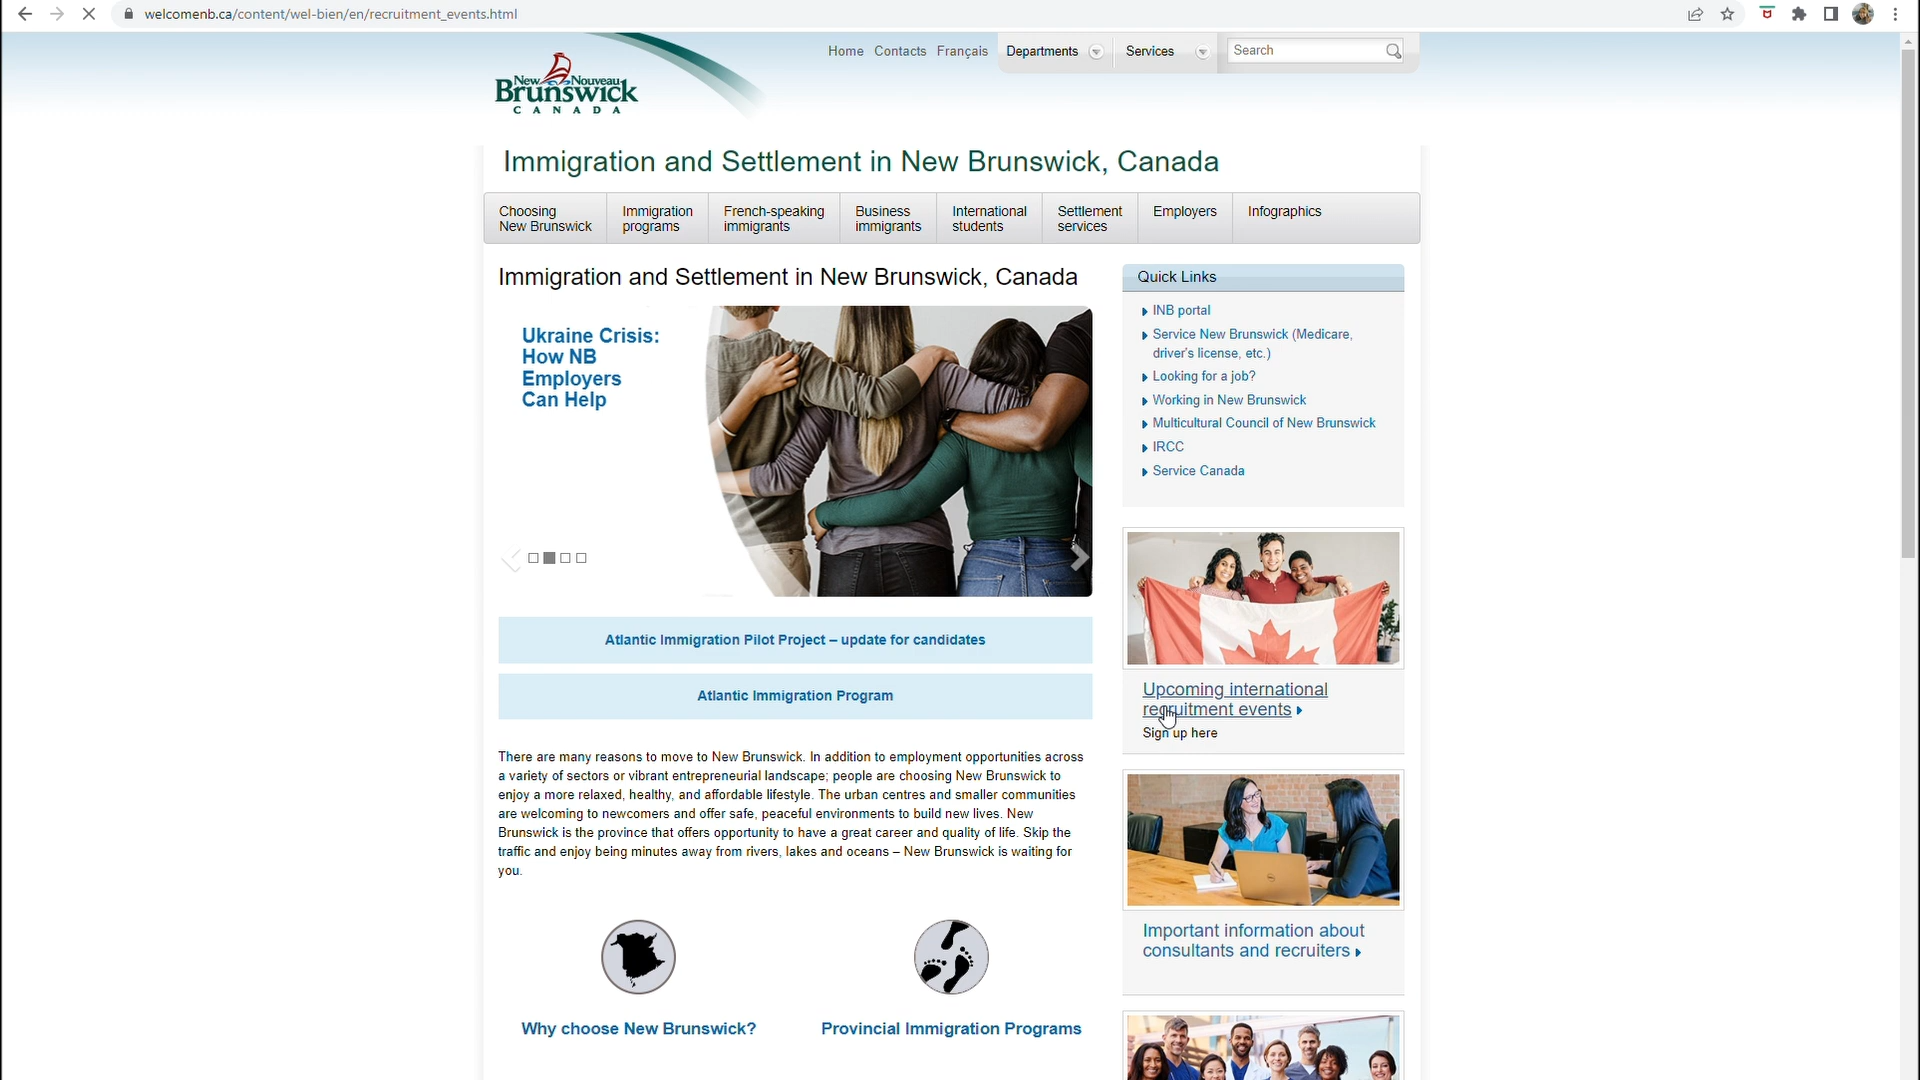 welcomenb.ca/content/wel-bien/en/recruitment_events.html
Home Contacts Français Departments Services Search
New Nouveau
Brunswick
CANADA
Immigration and Settlement in New Brunswick, Canada
Choosing
New Brunswick
Immigration
programs
French-speaking
immigrants
Business
immigrants
International
students
Settlement
services
Employers
Infographics
Immigration and Settlement in New Brunswick, Canada
Ukraine Crisis:
How NB
Employers
Can Help
Atlantic Immigration Pilot Project – update for candidates
Atlantic Immigration Program
There are many reasons to move to New Brunswick. In addition to employment opportunities across
a variety of sectors or vibrant entrepreneurial landscape; people are choosing New Brunswick to
enjoy a more relaxed, healthy, and affordable lifestyle. The urban centres and smaller communities
are welcoming to newcomers and offer safe, peaceful environments to build new lives. New
Brunswick is the province that offers opportunity to have a great career and quality of life. Skip the
traffic and enjoy being minutes away from rivers, lakes and oceans – New Brunswick is waiting for
you.
Why choose New Brunswick?
Provincial Immigration Programs
Quick Links
INB portal
Service New Brunswick (Medicare,
driver's license, etc.)
Looking for a job?
Working in New Brunswick
Multicultural Council of New Brunswick
IRCC
Service Canada
Upcoming international
recruitment events
Sign up here
Important information about
consultants and recruiters